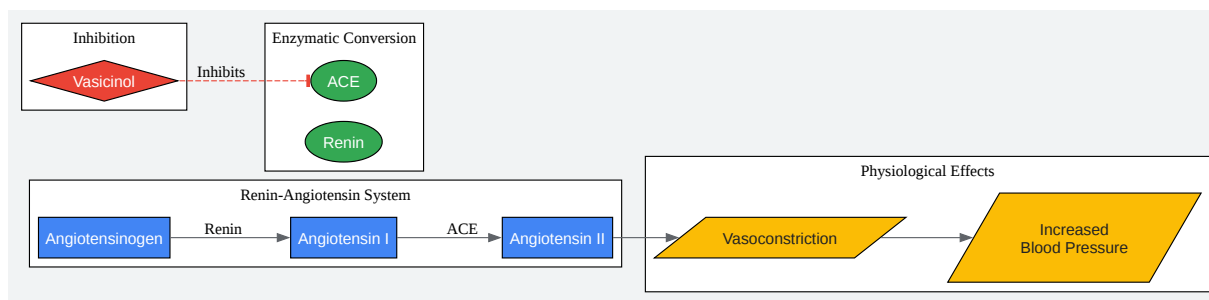 Inhibition
Vasicinol
Inhibits
Enzymatic Conversion
ACE
Renin
Renin-Angiotensin System
Angiotensinogen
Renin
Angiotensin I
ACE
Angiotensin II
Physiological Effects
Vasoconstriction
Increased
Blood Pressure